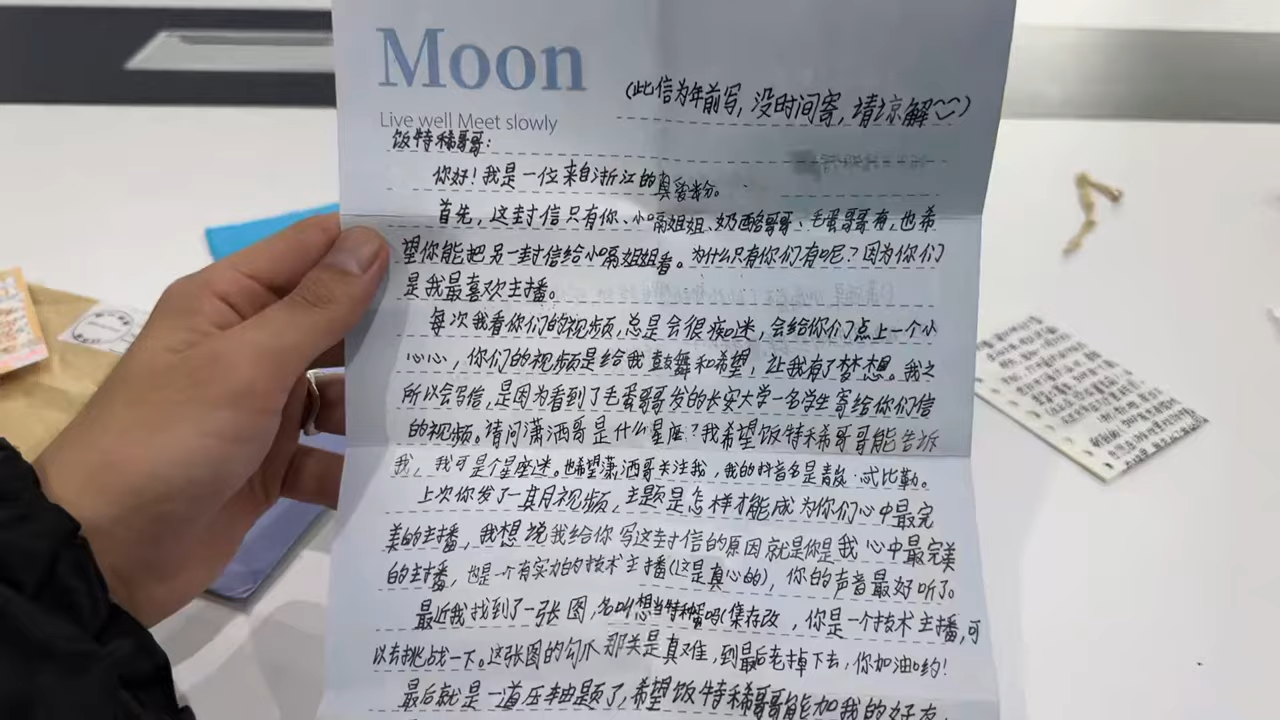 Moon
(此信为年前写,没时间寄,请谅解)
Live well Meet slowly
饭特稀哥哥:
你好!我是一位来自浙江的真爱粉。
首先,这封信只有你、小嗝姐姐、奶酪哥哥、毛蛋哥哥有,也希
望你能把另一封信给小嗝姐姐看。为什么只有你们有呢?因为你们
是我最喜欢主播。
每次我看你们的视频,总是会很痴迷,会给你们点上一个小
心心,你们的视频是给我鼓舞和希望,让我有了梦想。我之
所以会写信,是因为看到了毛蛋哥哥发的长安大学一名学生寄给你们信
的视频。请问潇洒哥是什么星座?我希望饭特稀哥哥能告诉
我,我可是个星座迷。也希望潇洒哥关注我,我的抖音名是青岚·忒比勒。
上次你发了一其月视频,主题是怎样才能成为你们心中最完
美的主播,我想说我给你写这封信的原因就是你是我心中最完美
的主播,也是一个有实力的技术主播(这是真心的),你的声音最好听了。
最近我找到了一张图,名叫想当特种蛋吗(集存改,你是一个技术主播,可
以去挑战一下。这张图的勾爪那关是真难,到最后老掉下去,你加油哟!
最后就是一道压轴题了,希望饭特稀哥哥能加我的好友,